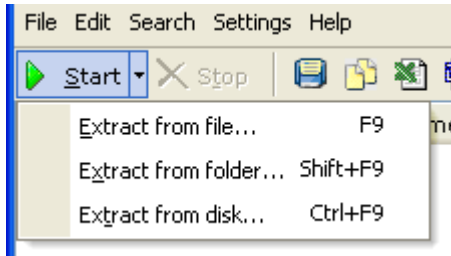 File Edit Search Settings Help
Start Stop
Extract from file... F9
Extract from folder... Shift+F9
Extract from disk... Ctrl+F9